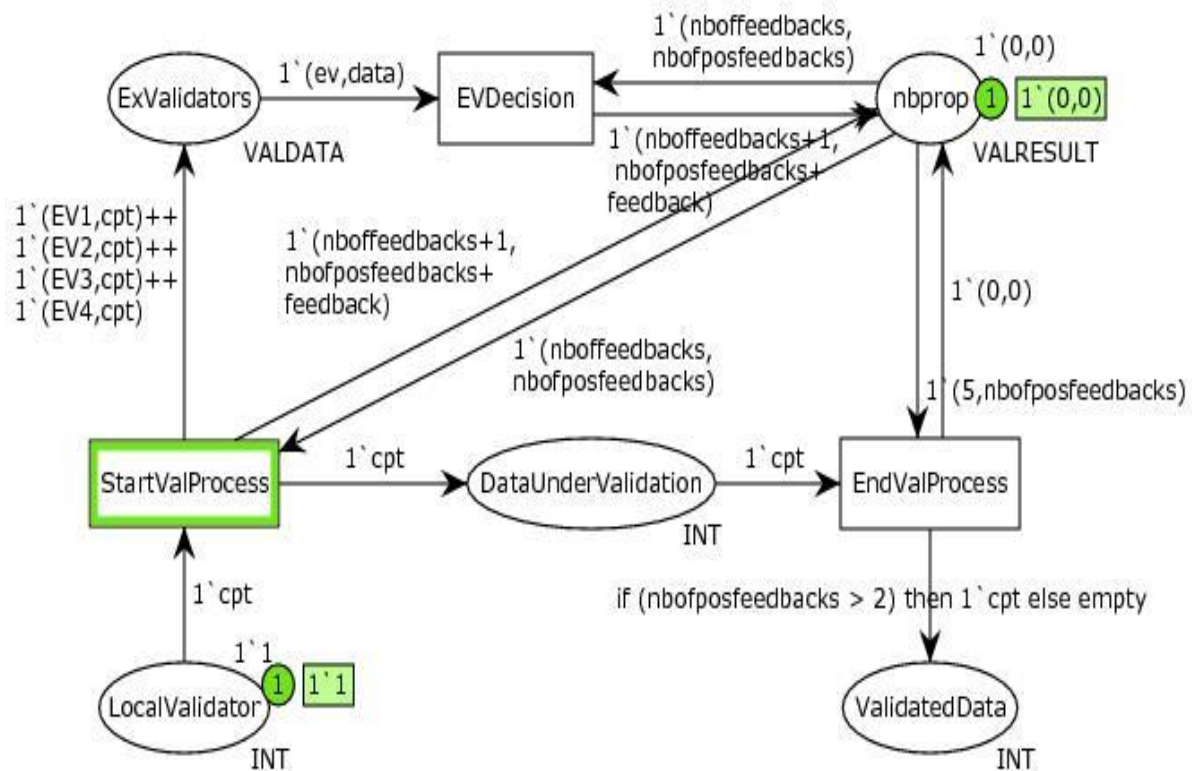 1`(nboffeedbacks,
nbofposfeedbacks)
1`(0,0)
1`(ev,data)
ExValidators
EVDecision
nbprop
1
1`(0,0)
VALDATA
VALRESULT
1`(nboffeedbacks+1,
nbofposfeedbacks+
feedback)
1`(EV1,cpt)++
1`(EV2,cpt)++
1`(EV3,cpt)++
1`(EV4,cpt)
1`(nboffeedbacks+1,
nbofposfeedbacks+
feedback)
1`(0,0)
1`(nboffeedbacks,
nbofposfeedbacks)
1`(5,nbofposfeedbacks)
StartValProcess
1`cpt
DataUnderValidation
1`cpt
EndValProcess
INT
1`cpt
if (nbofposfeedbacks > 2) then 1`cpt else empty
1`1
1
1`1
LocalValidator
ValidatedData
INT
INT